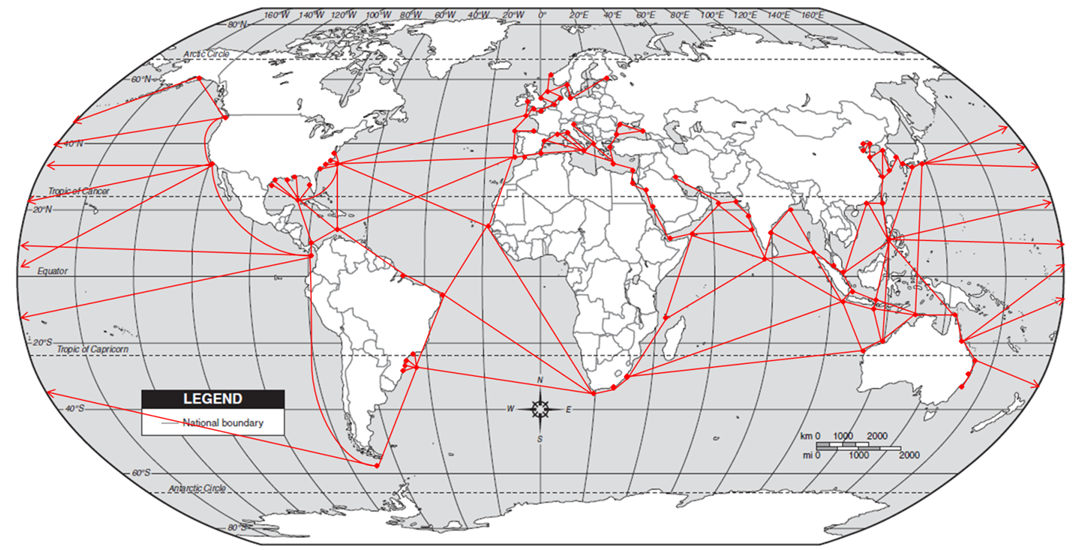 160°W 140°W 120°W 100°W 80°W 60°W 40°W 20°W 0° 20°E 40°E 60°E 80°E 100°E 120°E 140°E 160°E
80°N
Arctic Circle
60°N
40°N
Tropic of Cancer
20°N
Equator
20°S
Tropic of Capricorn
N
LEGEND
W E
40°S
National boundary
S
km 0 1000 2000
mi 0 1000 2000
60°S
Antarctic Circle
80°S